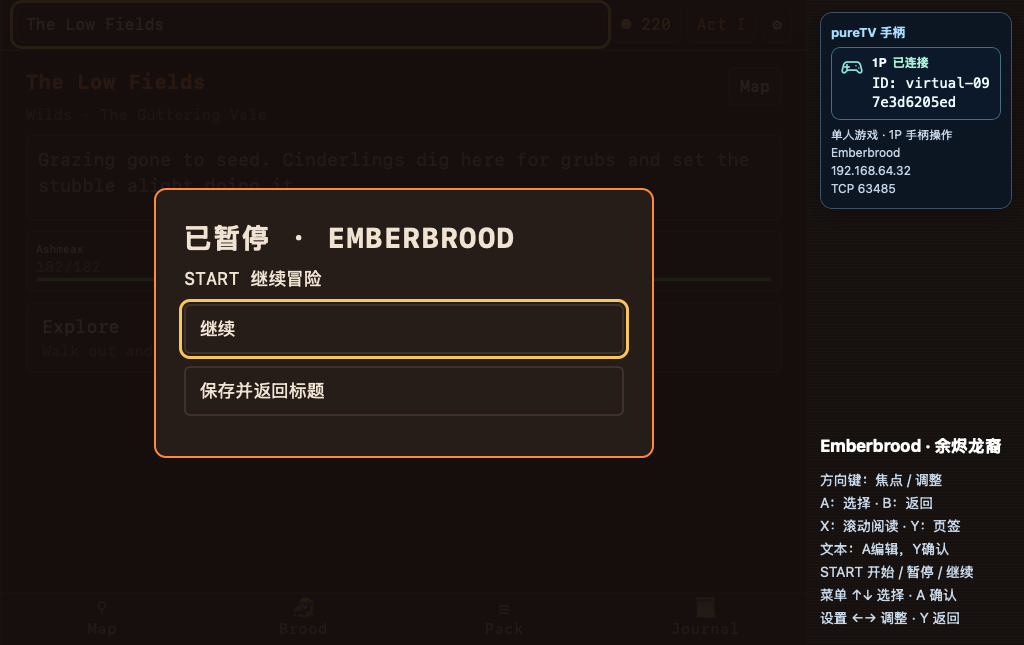 The Low Fields
220
Act I
The Low Fields
Map
Wilds · The Guttering Vale
Grazing gone to seed. Cinderlings dig here for grubs and set the
stubble alight doing it.
Ashmeax
182/182
Explore
Walk out and
已暂停 · EMBERBROOD
START 继续冒险
继续
保存并返回标题
Map
Brood
Pack
Journal
pureTV 手柄
1P 已连接
ID: virtual-09
7e3d6205ed
单人游戏 · 1P 手柄操作
Emberbrood
192.168.64.32
TCP 63485
Emberbrood · 余烬龙裔
方向键：焦点 / 调整
A：选择 · B：返回
X：滚动阅读 · Y：页签
文本：A编辑，Y确认
START 开始 / 暂停 / 继续
菜单 ↑↓ 选择 · A 确认
设置 ←→ 调整 · Y 返回